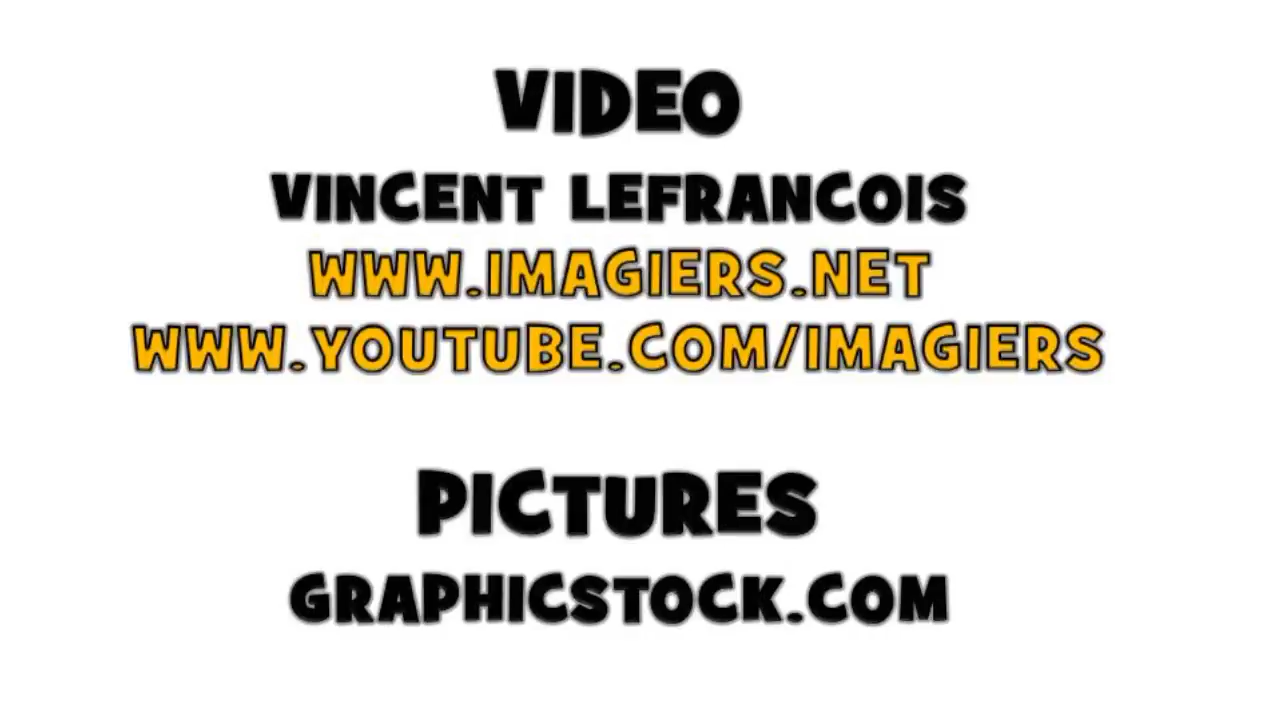 VIDEO
VINCENT LEFRANCOIS
WWW.IMAGIERS.NET
WWW.YOUTUBE.COM/IMAGIERS
PICTURES
GRAPHICSTOCK.COM